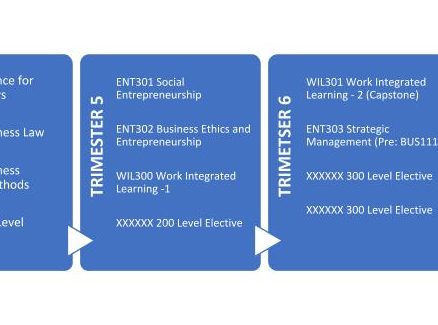 nce for
rs
ness Law
ness
thods
evel
TRIMESTER 5
ENT301 Social
Entrepreneurship
ENT302 Business Ethics and
Entrepreneurship
WIL300 Work Integrated
Learning -1
XXXXXX 200 Level Elective
TRIMETSER 6
WIL301 Work Integrated
Learning - 2 (Capstone)
ENT303 Strategic
Management (Pre: BUS111
XXXXXX 300 Level Elective
XXXXXX 300 Level Elective